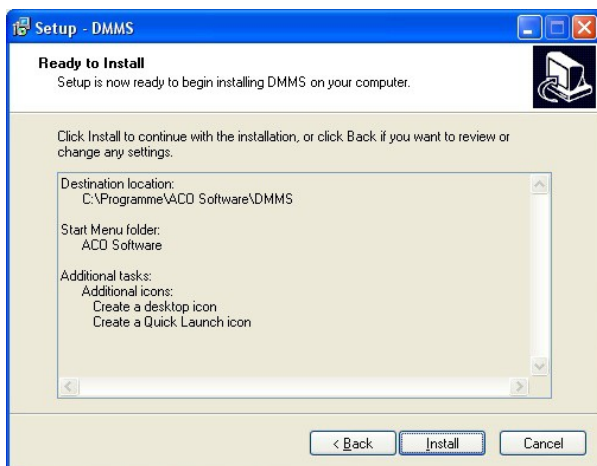 Setup - DMMS
Ready to Install
Setup is now ready to begin installing DMMS on your computer.
Click Install to continue with the installation, or click Back if you want to review or
change any settings.
Destination location:
C:\Programme\ACO Software\DMMS
Start Menu folder:
ACO Software
Additional tasks:
Additional icons:
Create a desktop icon
Create a Quick Launch icon
< Back
Install
Cancel